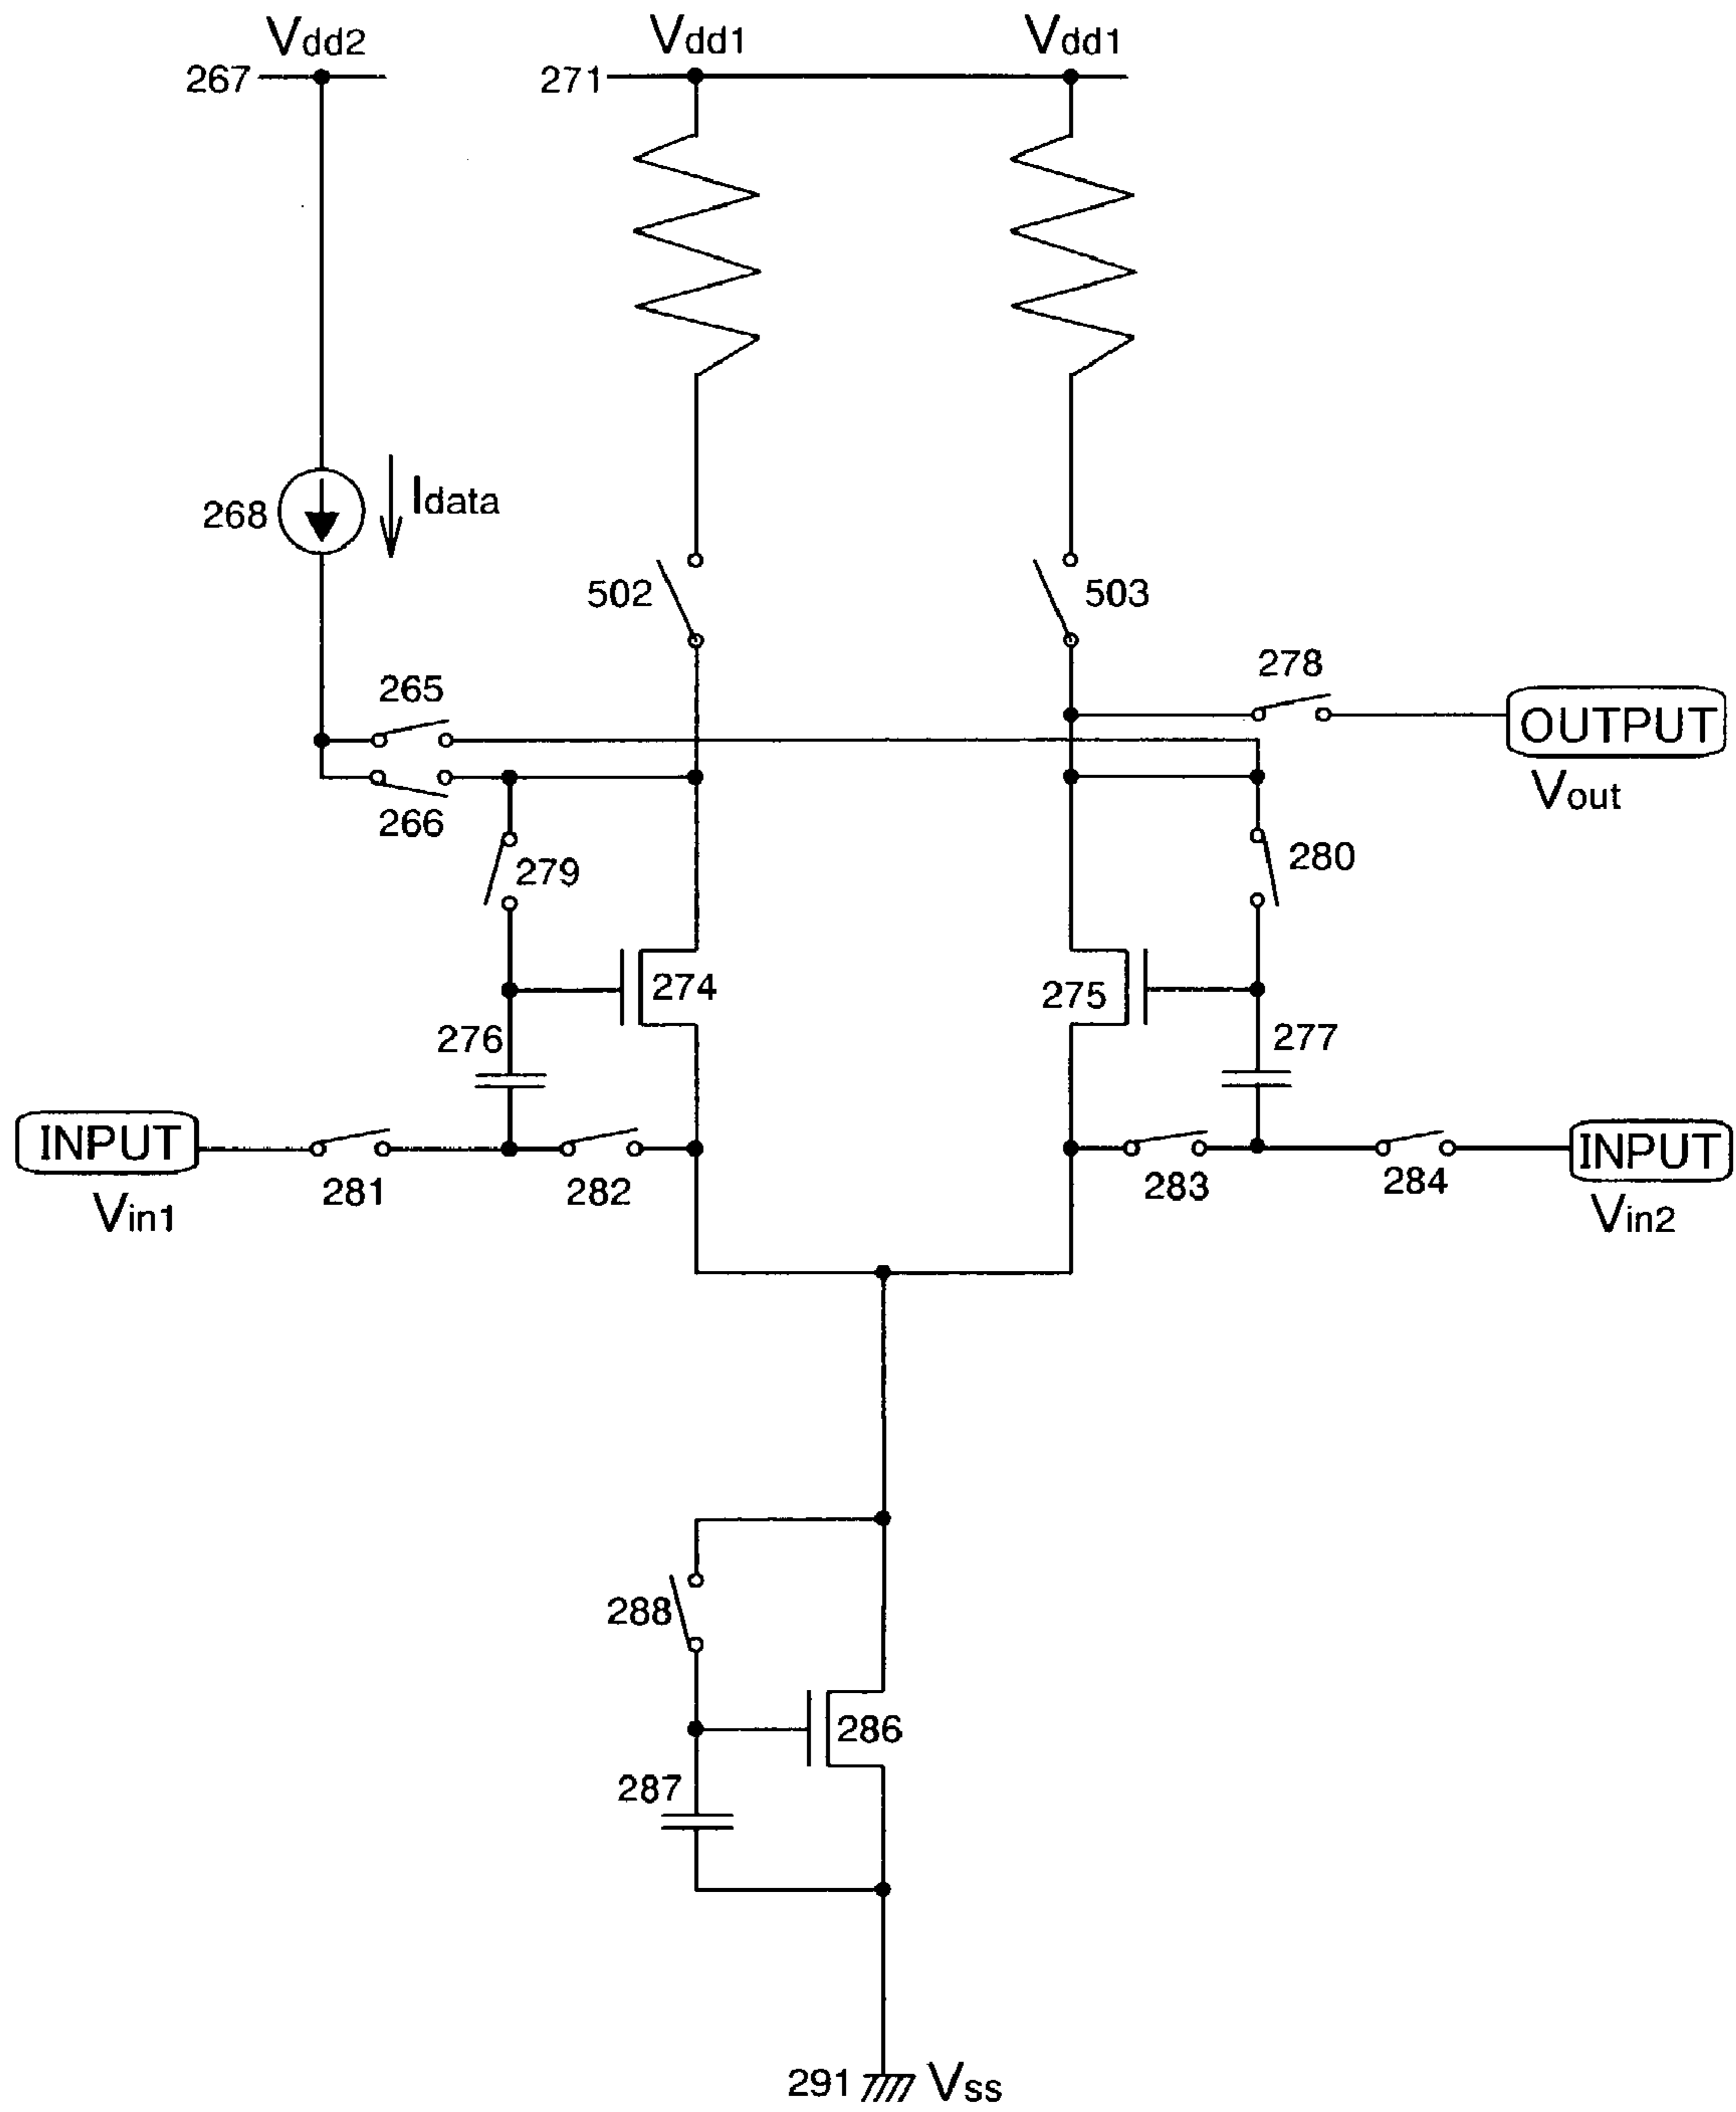 Vdd2 Vdd1 Vdd1
267 271
268 Idata
502 503
278
265 OUTPUT
266 Vout
279 280
274 275
276 277
INPUT INPUT
281 282 283 284
Vin1 Vin2
288
286
287
291 Vss